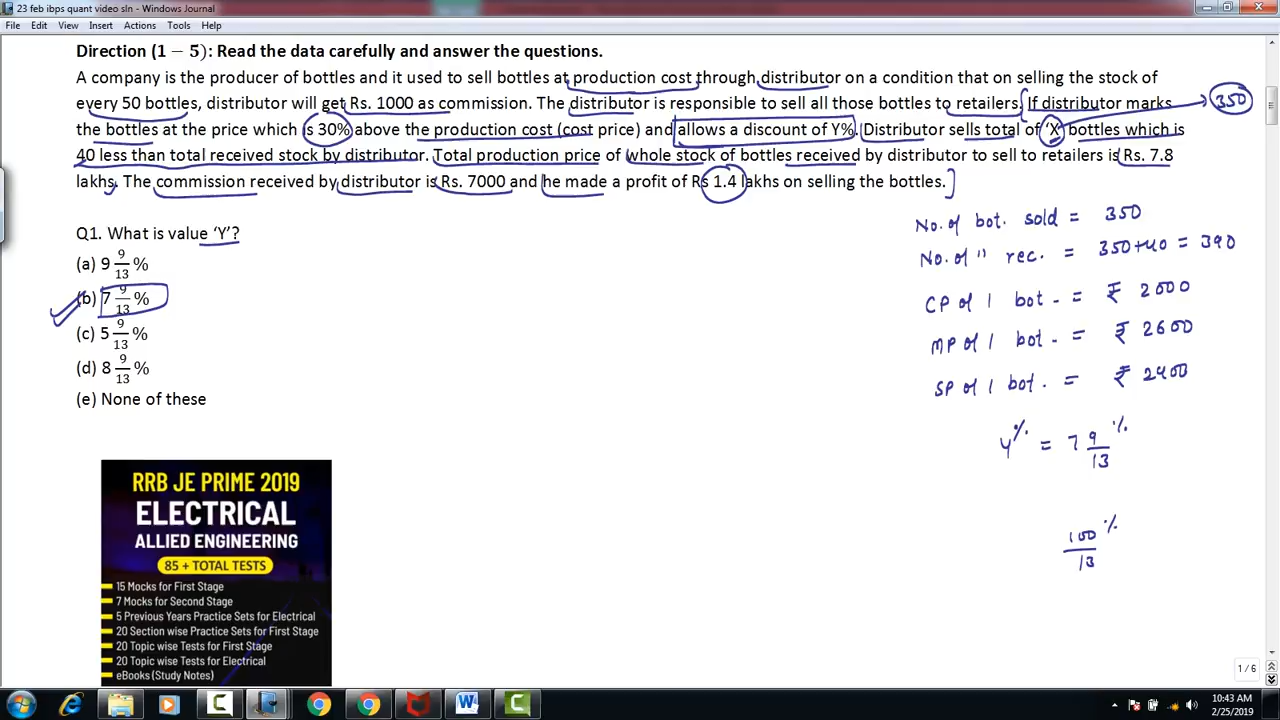 23 feb ibps quant video sln - Windows Journal
File Edit View Insert Actions Tools Help
Direction (1 − 5): Read the data carefully and answer the questions.
A company is the producer of bottles and it used to sell bottles at production cost through distributor on a condition that on selling the stock of
every 50 bottles, distributor will get Rs. 1000 as commission. The distributor is responsible to sell all those bottles to retailers. If distributor marks
350
the bottles at the price which is 30% above the production cost (cost price) and allows a discount of Y%. Distributor sells total of 'X' bottles which is
40 less than total received stock by distributor. Total production price of whole stock of bottles received by distributor to sell to retailers is Rs. 7.8
lakhs. The commission received by distributor is Rs. 7000 and he made a profit of Rs 1.4 lakhs on selling the bottles.]
No. of bot. sold = 350
Q1. What is value 'Y'?
No. of " rec. = 350+40 = 390
(a) 9 9/13 %
(b) 7 9/13 %
CP of 1 bot. = ₹ 2000
(c) 5 9/13 %
MP of 1 bot. = ₹ 2600
(d) 8 9/13 %
SP of 1 bot. = ₹ 2400
(e) None of these
Y% = 7 9/13 %
RRB JE PRIME 2019
ELECTRICAL
ALLIED ENGINEERING
85 + TOTAL TESTS
100/13 %
15 Mocks for First Stage
7 Mocks for Second Stage
5 Previous Years Practice Sets for Electrical
20 Section wise Practice Sets for First Stage
20 Topic wise Tests for First Stage
20 Topic wise Tests for Electrical
eBooks (Study Notes)
1 / 6
10:43 AM
2/25/2019